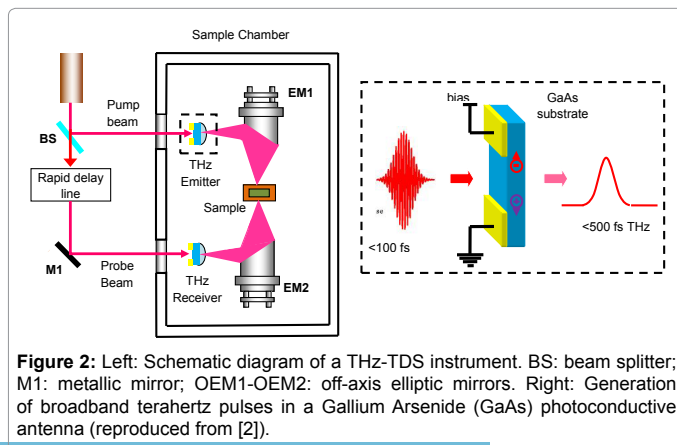 Sample Chamber
EM1
Pump
beam
BS
Rapid delay
line
THz
Emitter
Sample
M1
Probe
Beam
THz
Receiver
EM2
bias
GaAs
substrate
<100 fs
<500 fs THz
Figure 2: Left: Schematic diagram of a THz-TDS instrument. BS: beam splitter;
M1: metallic mirror; OEM1-OEM2: off-axis elliptic mirrors. Right: Generation
of broadband terahertz pulses in a Gallium Arsenide (GaAs) photoconductive
antenna (reproduced from [2]).